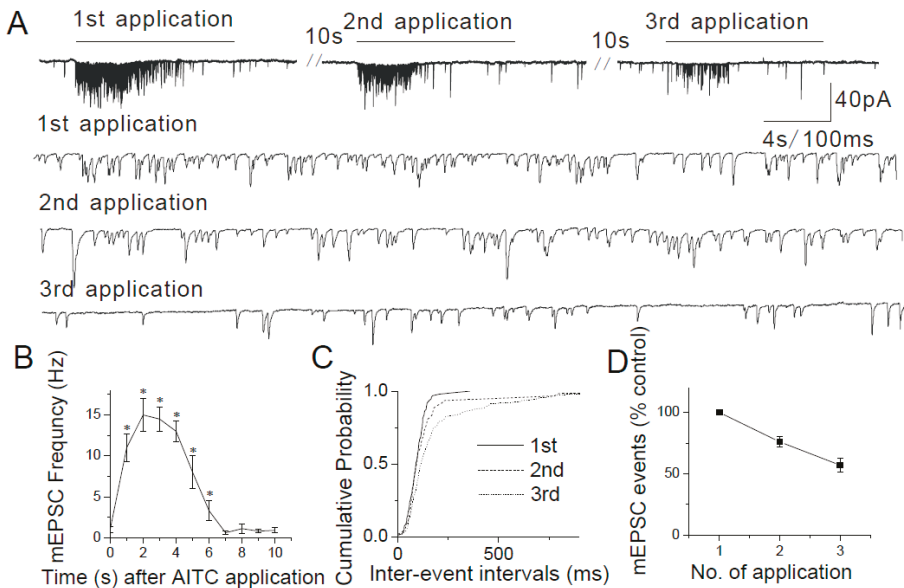 A
1st application
2nd application
3rd application
10s
10s
40pA
4s/100ms
1st application
2nd application
3rd application
B
mEPSC Frequncy (Hz)
15
10
5
0
* * * * * *
0 2 4 6 8 10
Time (s) after AITC application
C
Cumulative Probability
1.0
0.5
0.0
1st
2nd
3rd
0 500
Inter-event intervals (ms)
D
mEPSC events (% control)
100
50
0
1 2 3
No. of application